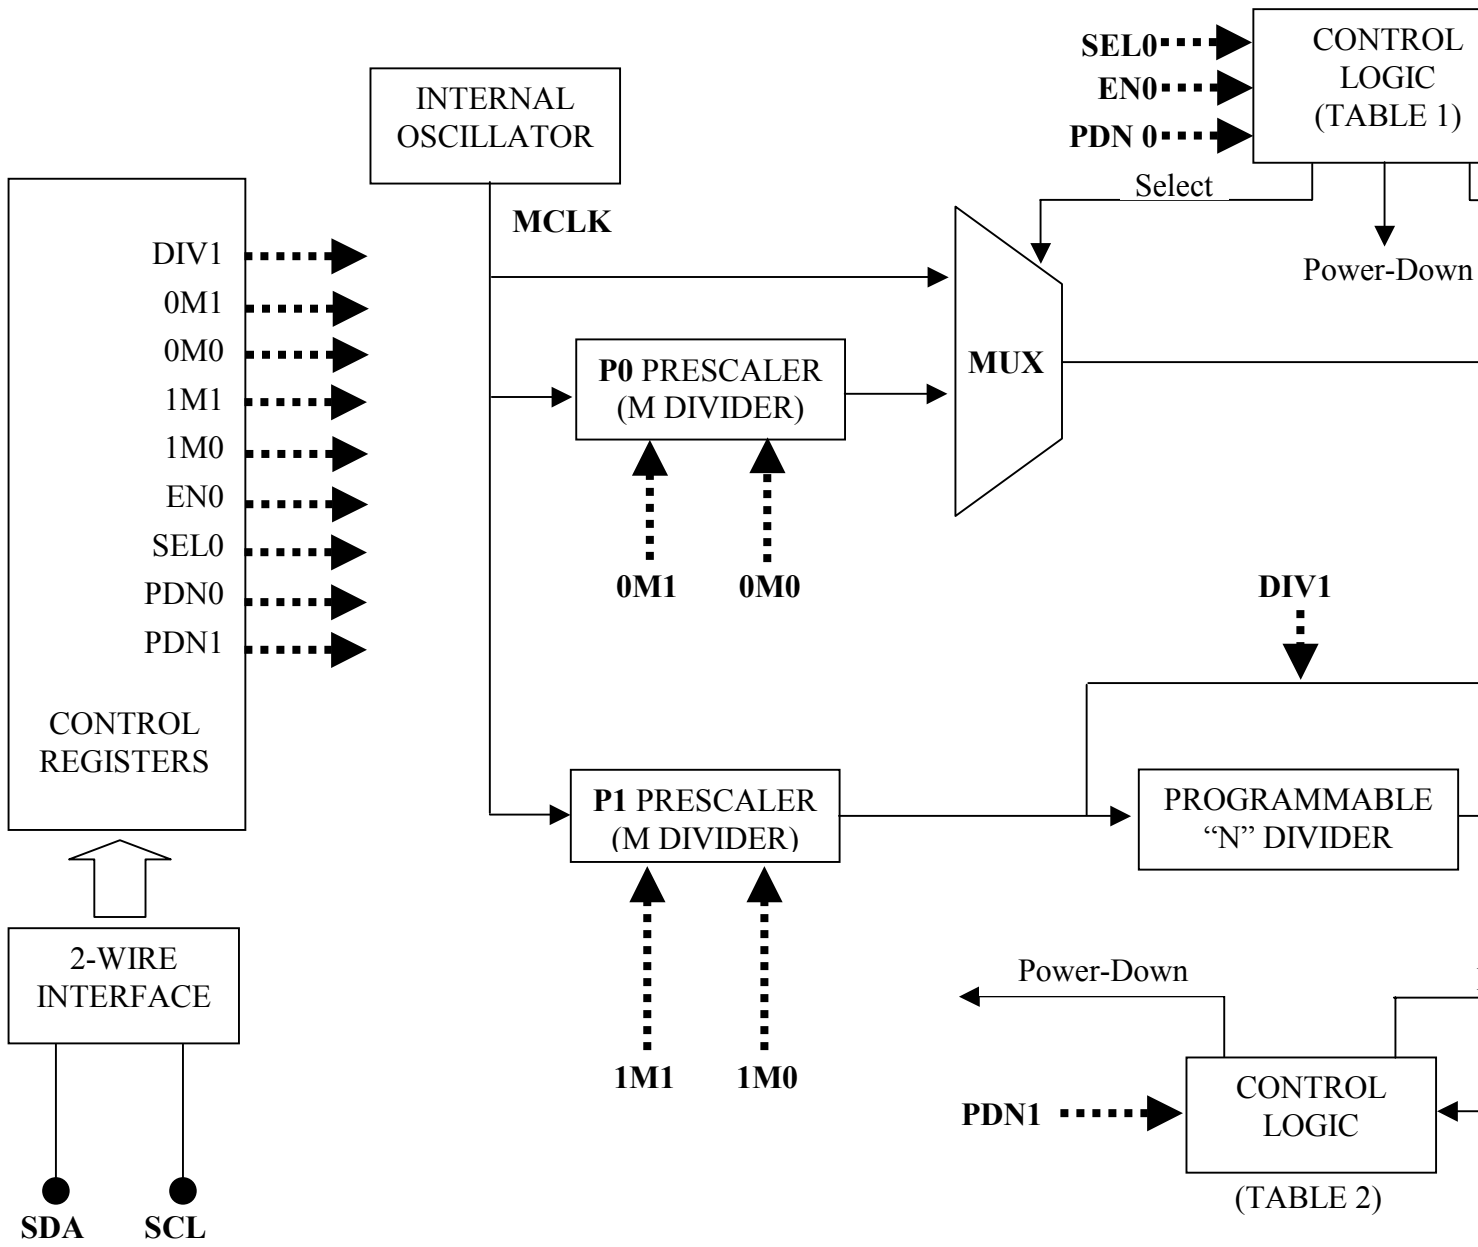 SEL0
EN0
PDN 0
CONTROL
LOGIC
(TABLE 1)
INTERNAL
OSCILLATOR
Select
MCLK
Power-Down
DIV1
0M1
0M0
1M1
1M0
EN0
SEL0
PDN0
PDN1
CONTROL
REGISTERS
P0 PRESCALER
(M DIVIDER)
MUX
0M1
0M0
DIV1
P1 PRESCALER
(M DIVIDER)
PROGRAMMABLE
“N” DIVIDER
2-WIRE
INTERFACE
Power-Down
1M1
1M0
PDN1
CONTROL
LOGIC
(TABLE 2)
SDA
SCL